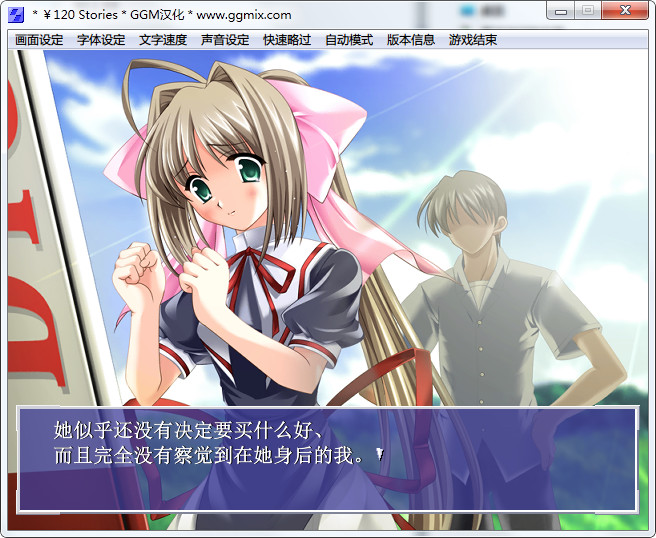 * ￥120 Stories * GGM汉化 * www.ggmix.com
画面设定 字体设定 文字速度 声音设定 快速略过 自动模式 版本信息 游戏结束
她似乎还没有决定要买什么好、
而且完全没有察觉到在她身后的我。